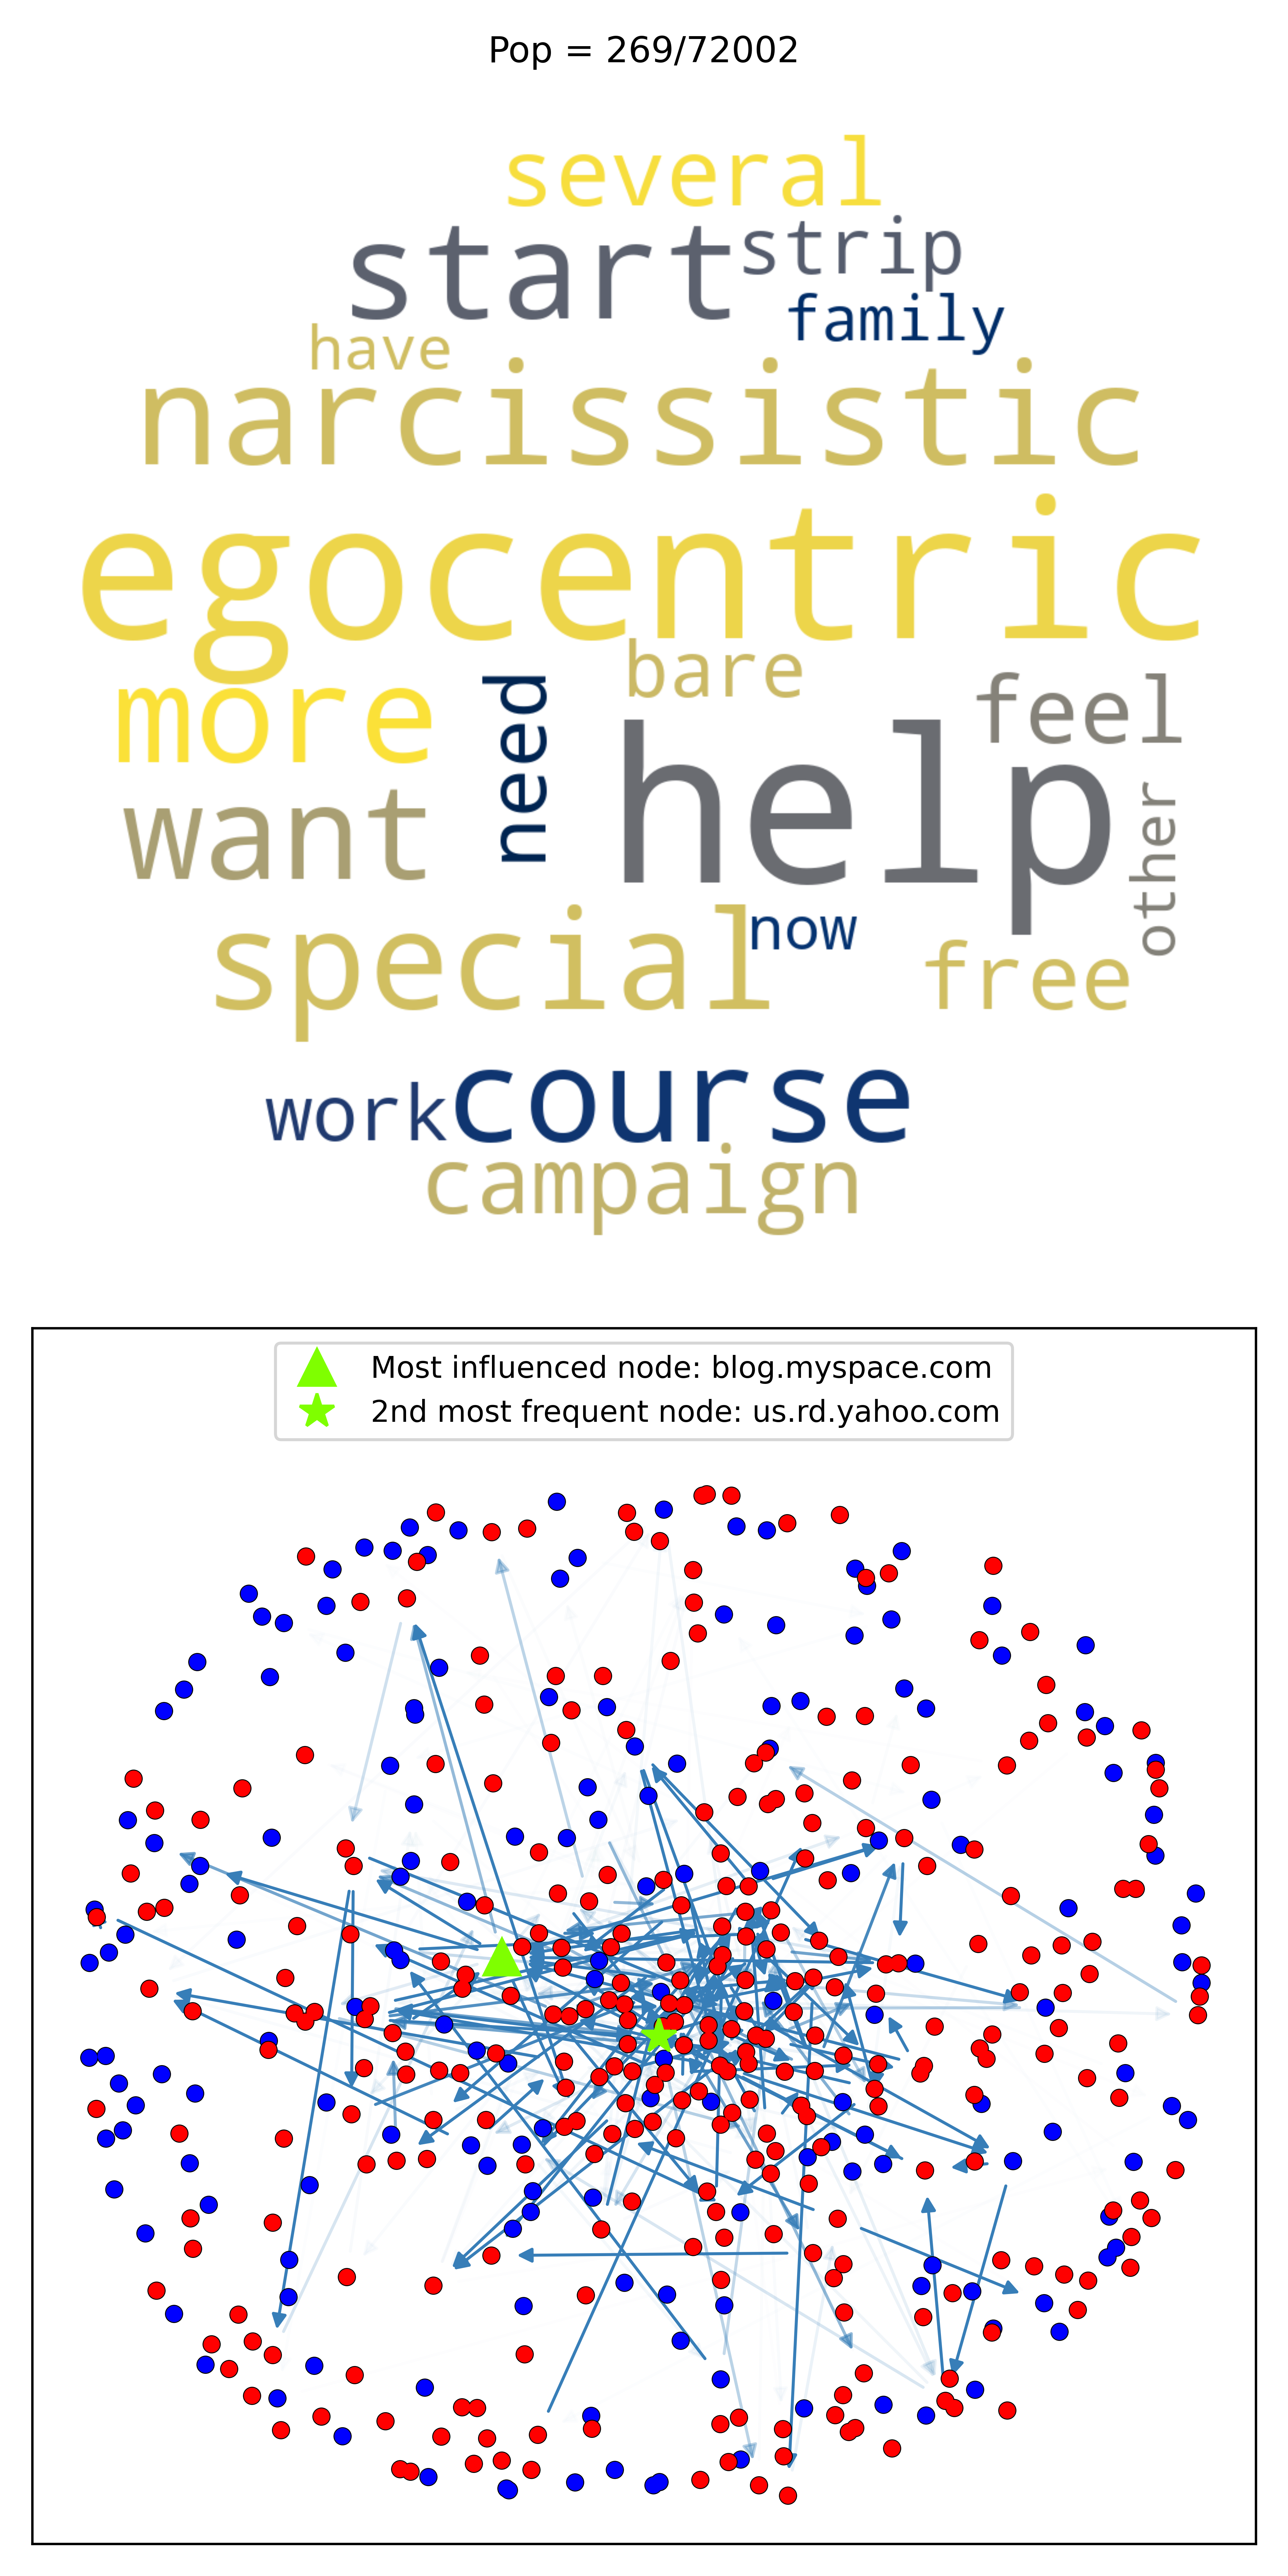 Pop = 269/72002
several
start strip
family
have
narcissistic
egocentric
bare
more need feel
help
want other
now
special free
work course
campaign
Most influenced node: blog.myspace.com
2nd most frequent node: us.rd.yahoo.com